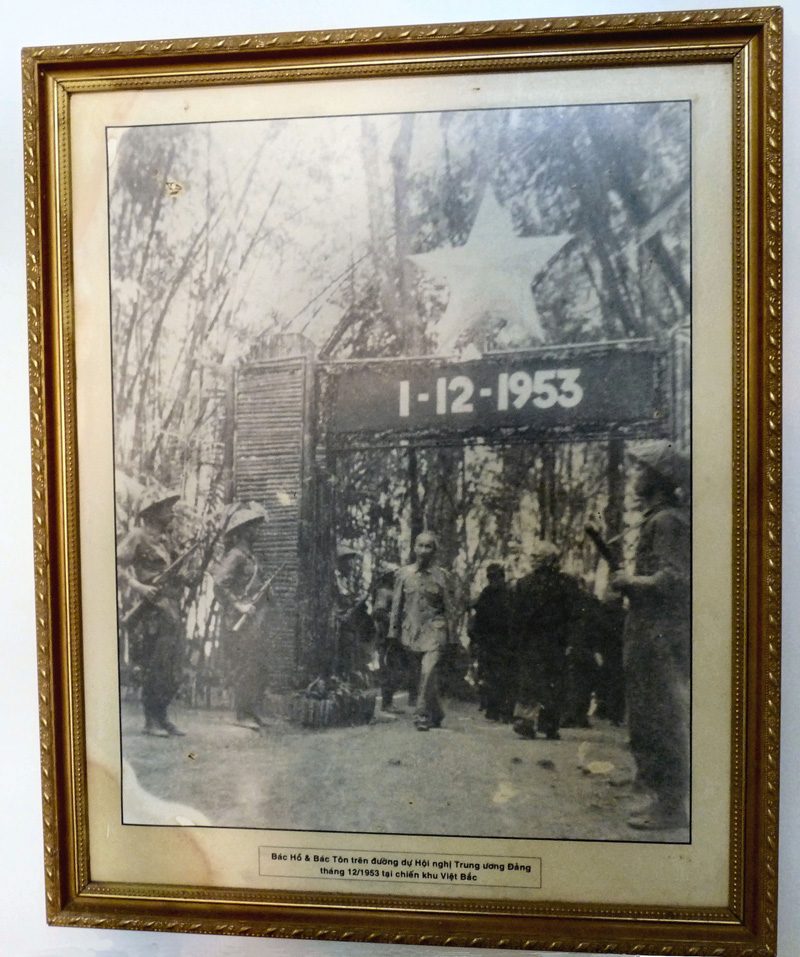 1-12-1953
Bác Hồ & Bác Tôn trên đường dự Hội nghị Trung ương Đảng
tháng 12/1953 tại chiến khu Việt Bắc